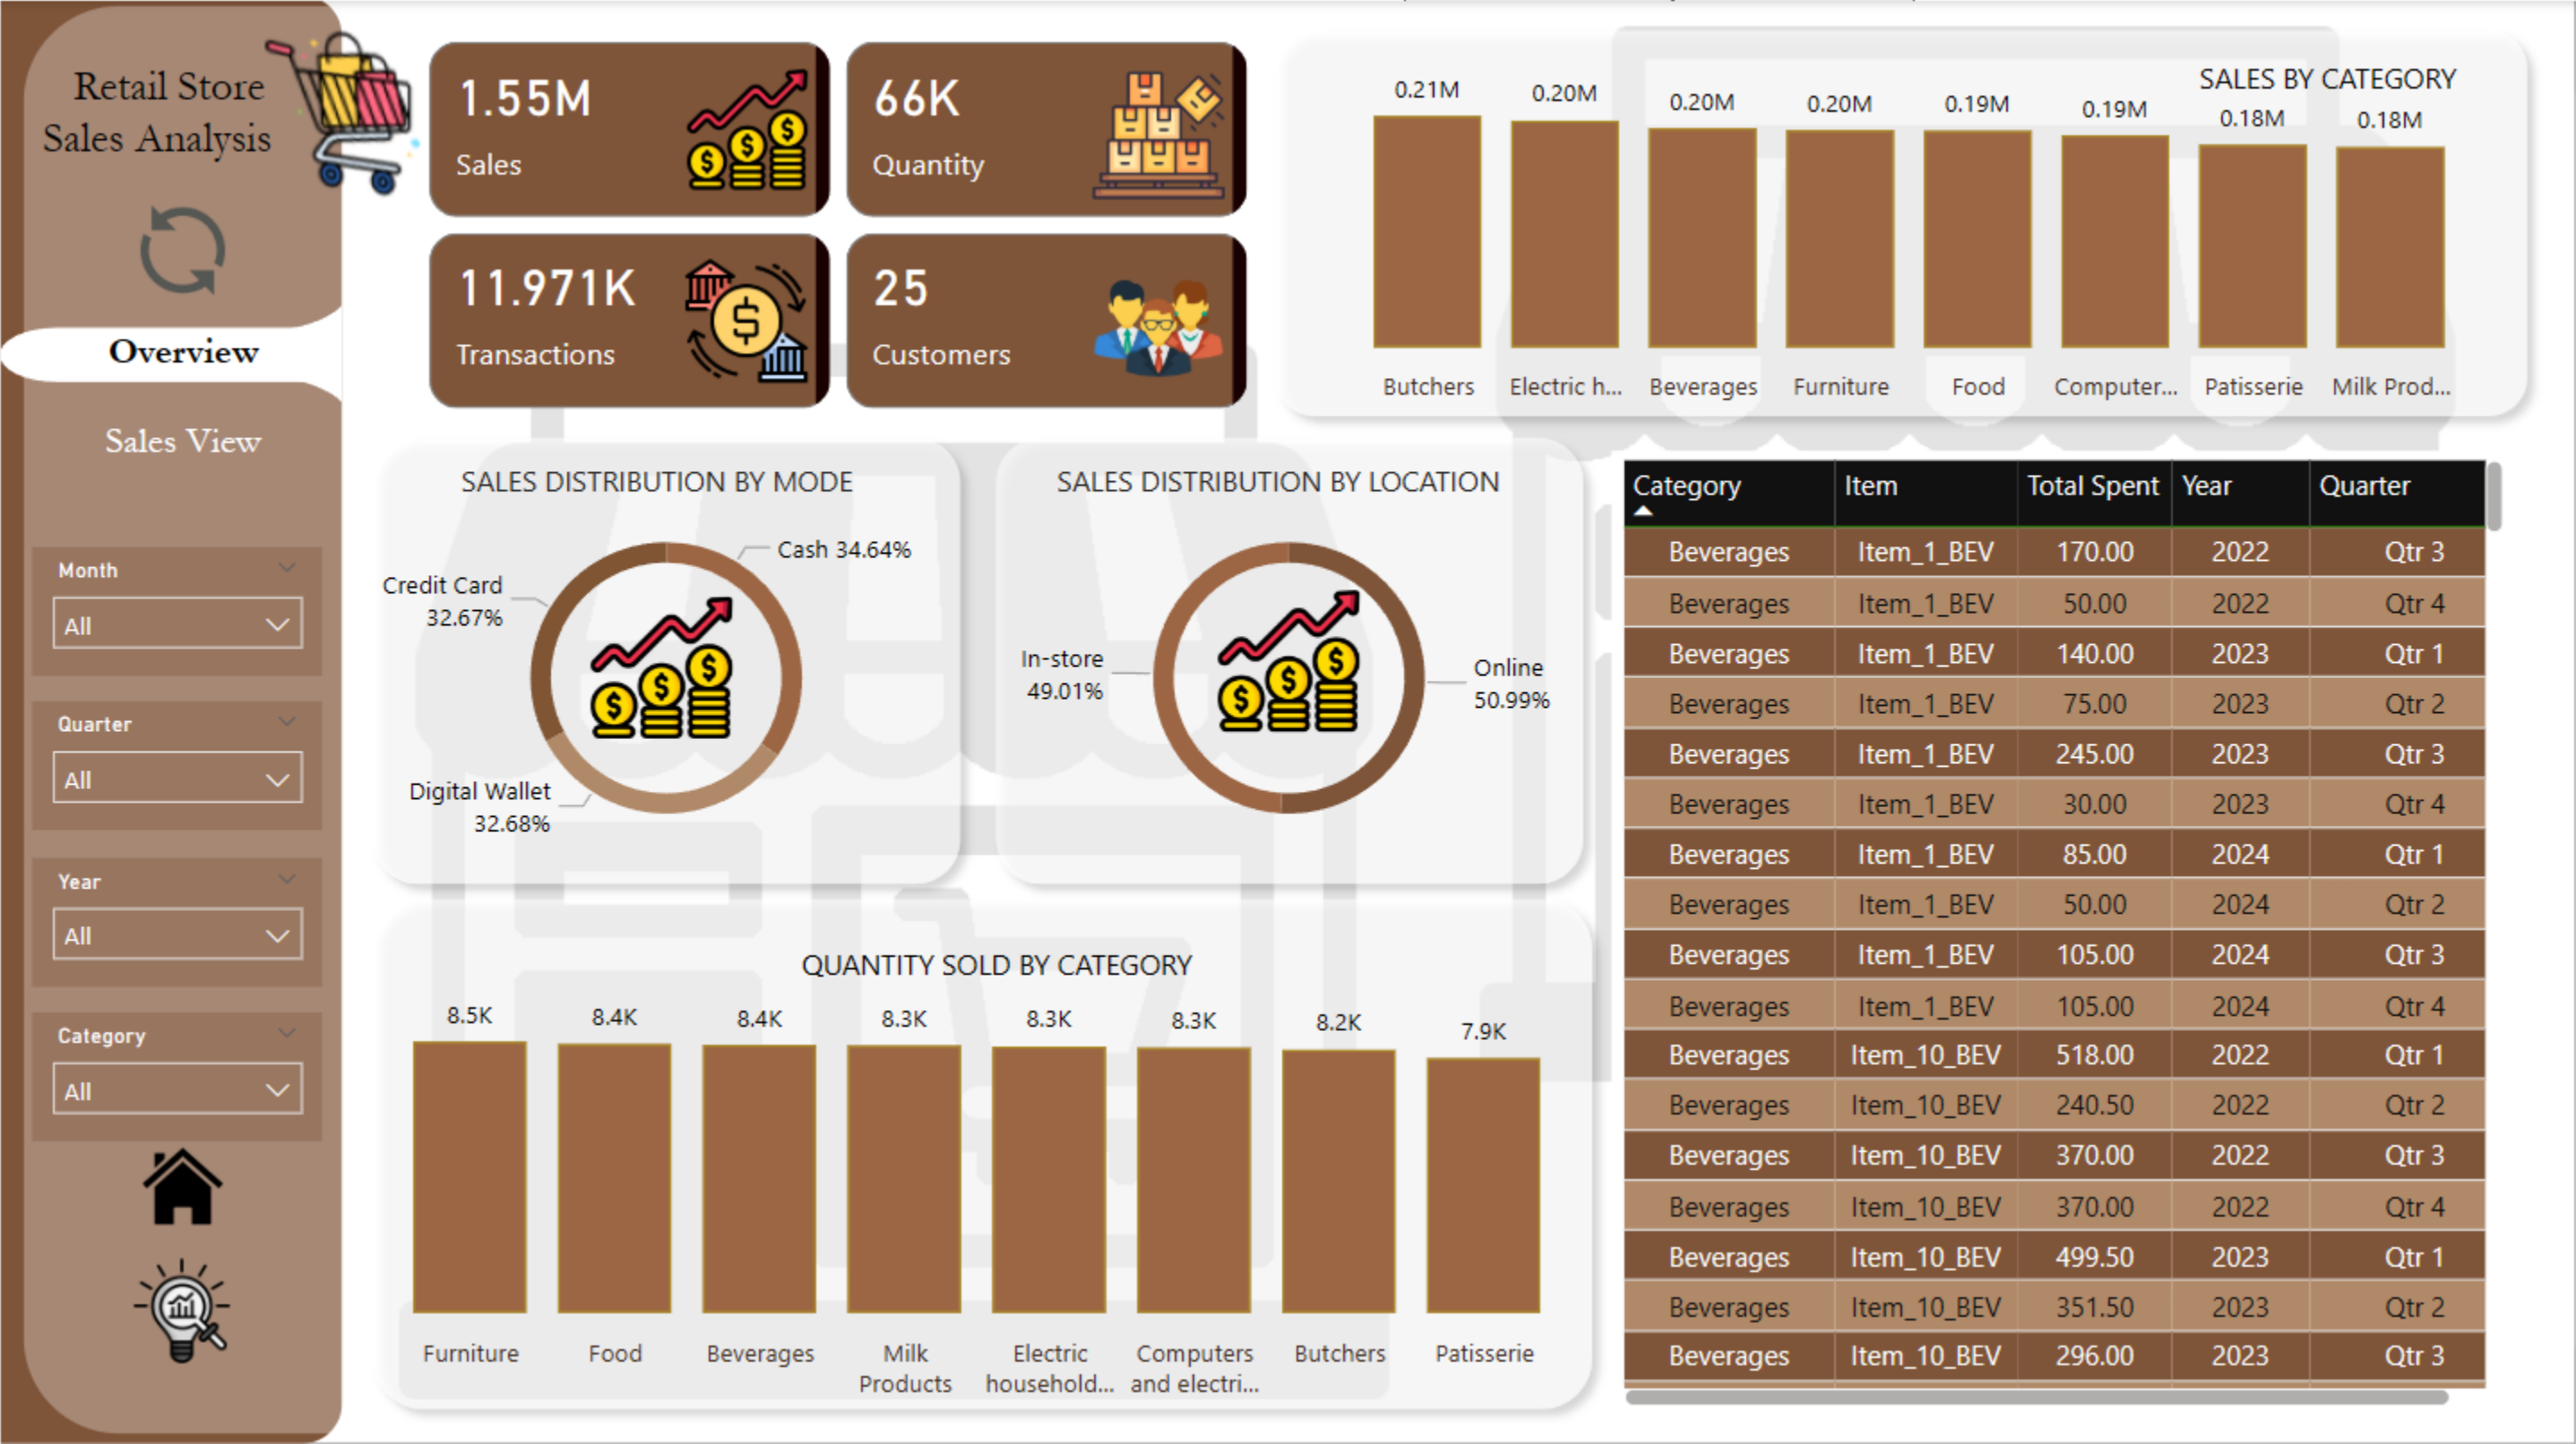 Retail Store
Sales Analysis
Overview
Sales View
Month
All
Quarter
All
Year
All
Category
All
1.55M
Sales
66K
Quantity
11.971K
Transactions
25
Customers
SALES BY CATEGORY
0.21M 0.20M 0.20M 0.20M 0.19M 0.19M 0.18M 0.18M
Butchers Electric h... Beverages Furniture Food Computer... Patisserie Milk Prod...
SALES DISTRIBUTION BY MODE
Cash 34.64%
Credit Card
32.67%
Digital Wallet
32.68%
SALES DISTRIBUTION BY LOCATION
In-store
49.01%
Online
50.99%
QUANTITY SOLD BY CATEGORY
8.5K 8.4K 8.4K 8.3K 8.3K 8.3K 8.2K 7.9K
Furniture Food Beverages Milk Products Electric household... Computers and electri... Butchers Patisserie
Category Item Total Spent Year Quarter
Beverages Item_1_BEV 170.00 2022 Qtr 3
Beverages Item_1_BEV 50.00 2022 Qtr 4
Beverages Item_1_BEV 140.00 2023 Qtr 1
Beverages Item_1_BEV 75.00 2023 Qtr 2
Beverages Item_1_BEV 245.00 2023 Qtr 3
Beverages Item_1_BEV 30.00 2023 Qtr 4
Beverages Item_1_BEV 85.00 2024 Qtr 1
Beverages Item_1_BEV 50.00 2024 Qtr 2
Beverages Item_1_BEV 105.00 2024 Qtr 3
Beverages Item_1_BEV 105.00 2024 Qtr 4
Beverages Item_10_BEV 518.00 2022 Qtr 1
Beverages Item_10_BEV 240.50 2022 Qtr 2
Beverages Item_10_BEV 370.00 2022 Qtr 3
Beverages Item_10_BEV 370.00 2022 Qtr 4
Beverages Item_10_BEV 499.50 2023 Qtr 1
Beverages Item_10_BEV 351.50 2023 Qtr 2
Beverages Item_10_BEV 296.00 2023 Qtr 3